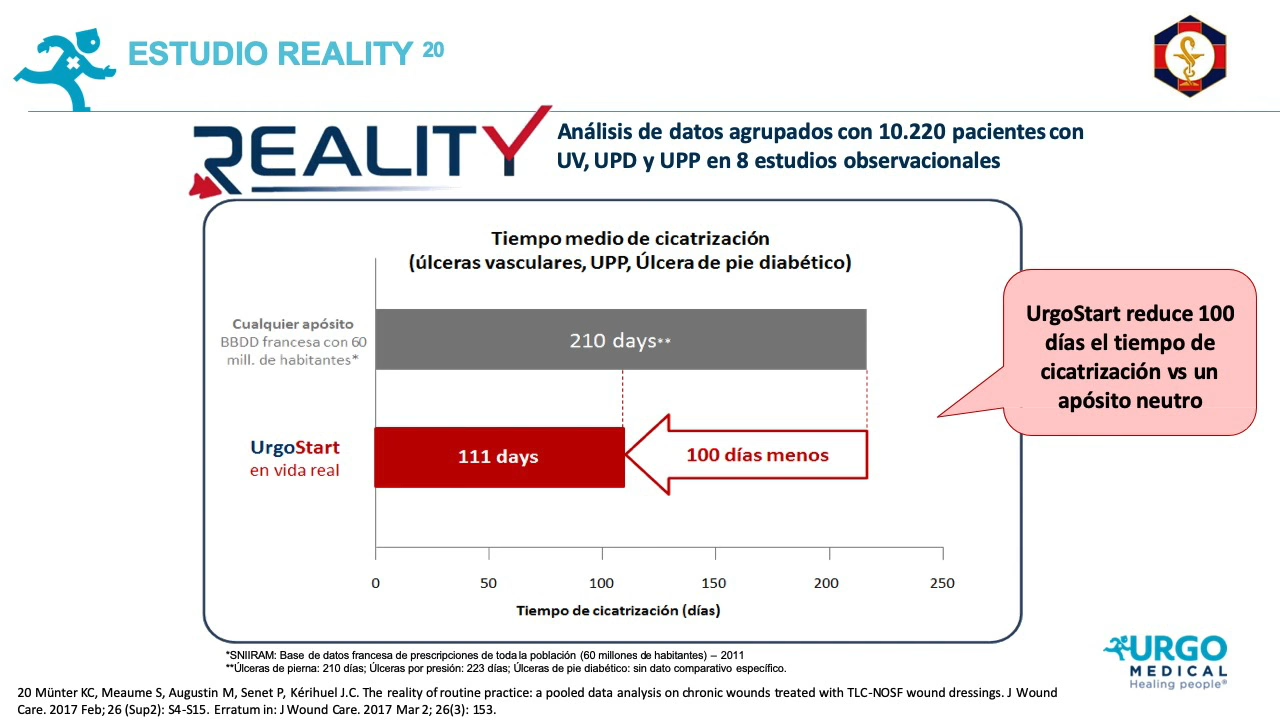 ESTUDIO REALITY 20
REALITY
Análisis de datos agrupados con 10.220 pacientes con
UV, UPD y UPP en 8 estudios observacionales
Tiempo medio de cicatrización
(úlceras vasculares, UPP, Úlcera de pie diabético)
Cualquier apósito
BBDD francesa con 60
mill. de habitantes*
210 days**
UrgoStart
en vida real
111 days
100 días menos
0 50 100 150 200 250
Tiempo de cicatrización (días)
UrgoStart reduce 100
días el tiempo de
cicatrización vs un
apósito neutro
*SNIIRAM: Base de datos francesa de prescripciones de toda la población (60 millones de habitantes) – 2011
**Úlceras de pierna: 210 días; Úlceras por presión: 223 días; Úlceras de pie diabético: sin dato comparativo específico.
URGO
MEDICAL
Healing people®
20 Münter KC, Meaume S, Augustin M, Senet P, Kérihuel J.C. The reality of routine practice: a pooled data analysis on chronic wounds treated with TLC-NOSF wound dressings. J Wound
Care. 2017 Feb; 26 (Sup2): S4-S15. Erratum in: J Wound Care. 2017 Mar 2; 26(3): 153.